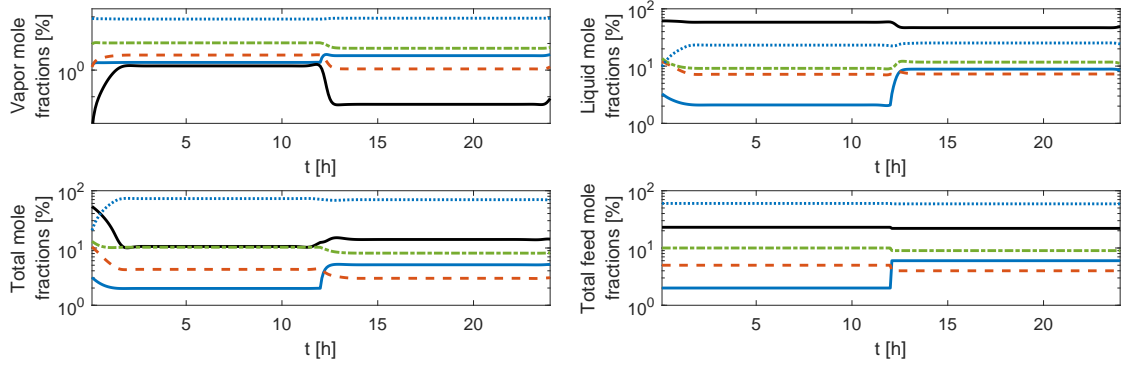 Vapor mole
fractions [%]
10^0
5 10 15 20
t [h]
Liquid mole
fractions [%]
10^2
10^1
10^0
5 10 15 20
t [h]
Total mole
fractions [%]
10^2
10^1
10^0
5 10 15 20
t [h]
Total feed mole
fractions [%]
10^2
10^1
10^0
5 10 15 20
t [h]